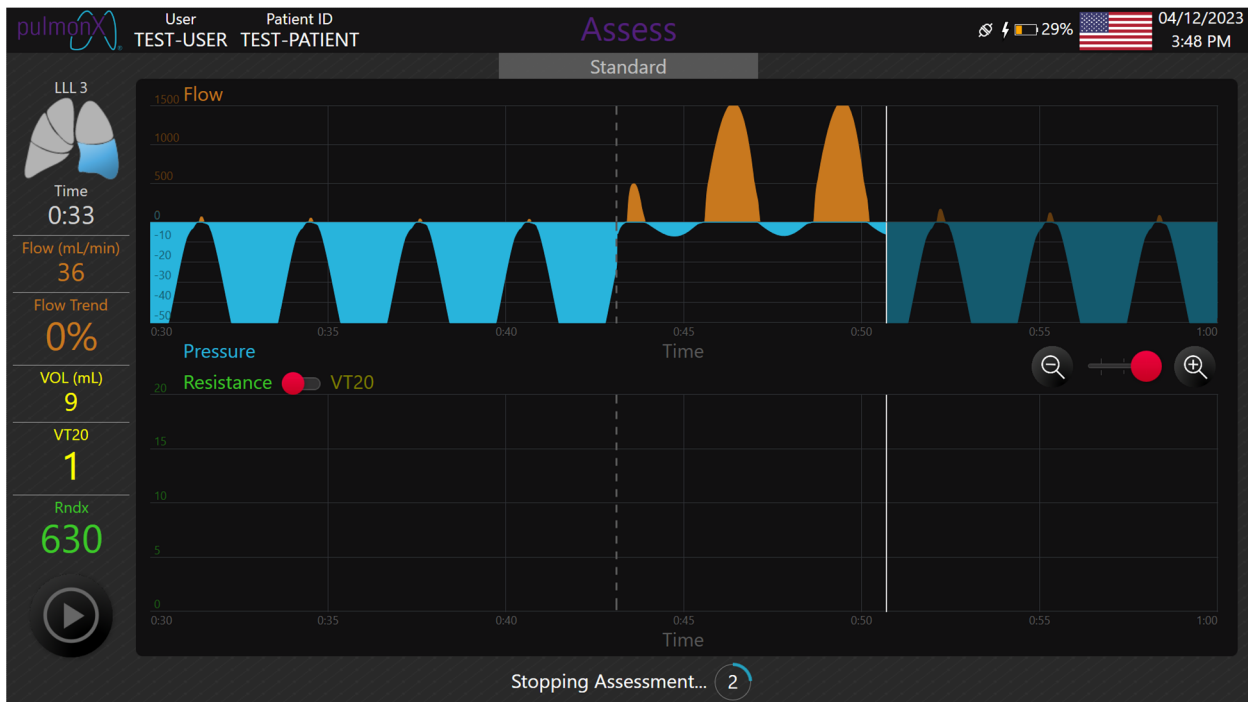 pulmonX
User
TEST-USER
Patient ID
TEST-PATIENT
Assess
29%
04/12/2023
3:48 PM
Standard
LLL 3
Time
0:33
Flow (mL/min)
36
Flow Trend
0%
VOL (mL)
9
VT20
1
Rndx
630
Flow
1500
1000
500
0
-10
-20
-30
-40
-50
0:30 0:35 0:40 0:45 0:50 0:55 1:00
Pressure
Time
Resistance VT20
20
15
10
5
0
0:30 0:35 0:40 0:45 0:50 0:55 1:00
Time
Stopping Assessment... 2